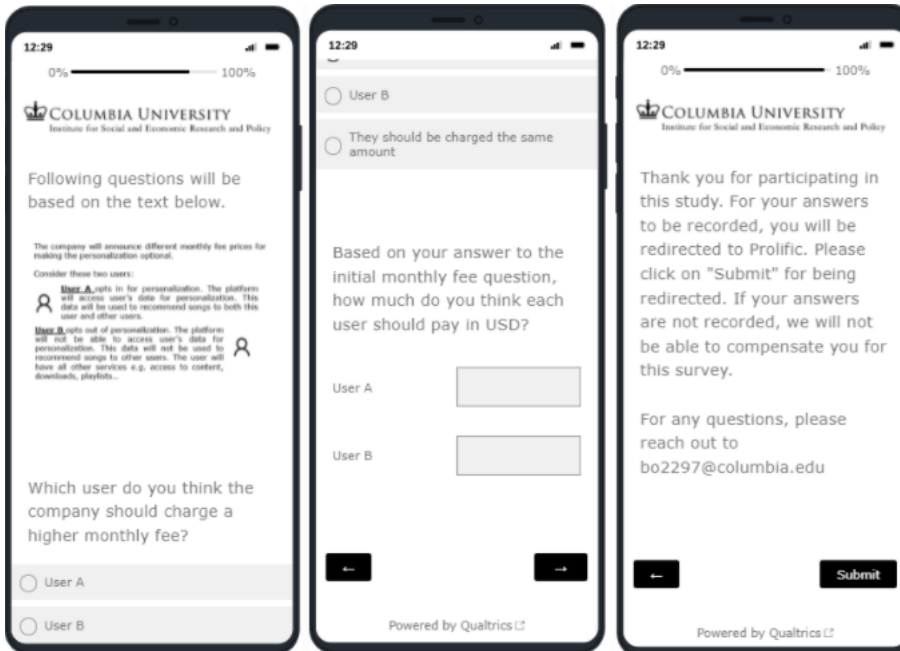 12:29
0% 100%
COLUMBIA UNIVERSITY
Institute for Social and Economic Research and Policy
Following questions will be
based on the text below.
The company will announce different monthly fee prices for
making the personalization optional.
Consider these two users:
User A opts in for personalization. The platform
will access user's data for personalization. This
data will be used to recommend songs to both this
user and other users.
User B opts out of personalization. The platform
will not be able to access user's data for
personalization. This data will not be used to
recommend songs to other users. The user will
have all other services e.g, access to content,
downloads, playlists...
Which user do you think the
company should charge a
higher monthly fee?
User A
User B
12:29
User B
They should be charged the same
amount
Based on your answer to the
initial monthly fee question,
how much do you think each
user should pay in USD?
User A
User B
← →
Powered by Qualtrics
12:29
0% 100%
COLUMBIA UNIVERSITY
Institute for Social and Economic Research and Policy
Thank you for participating in
this study. For your answers
to be recorded, you will be
redirected to Prolific. Please
click on "Submit" for being
redirected. If your answers
are not recorded, we will not
be able to compensate you for
this survey.
For any questions, please
reach out to
bo2297@columbia.edu
← Submit
Powered by Qualtrics